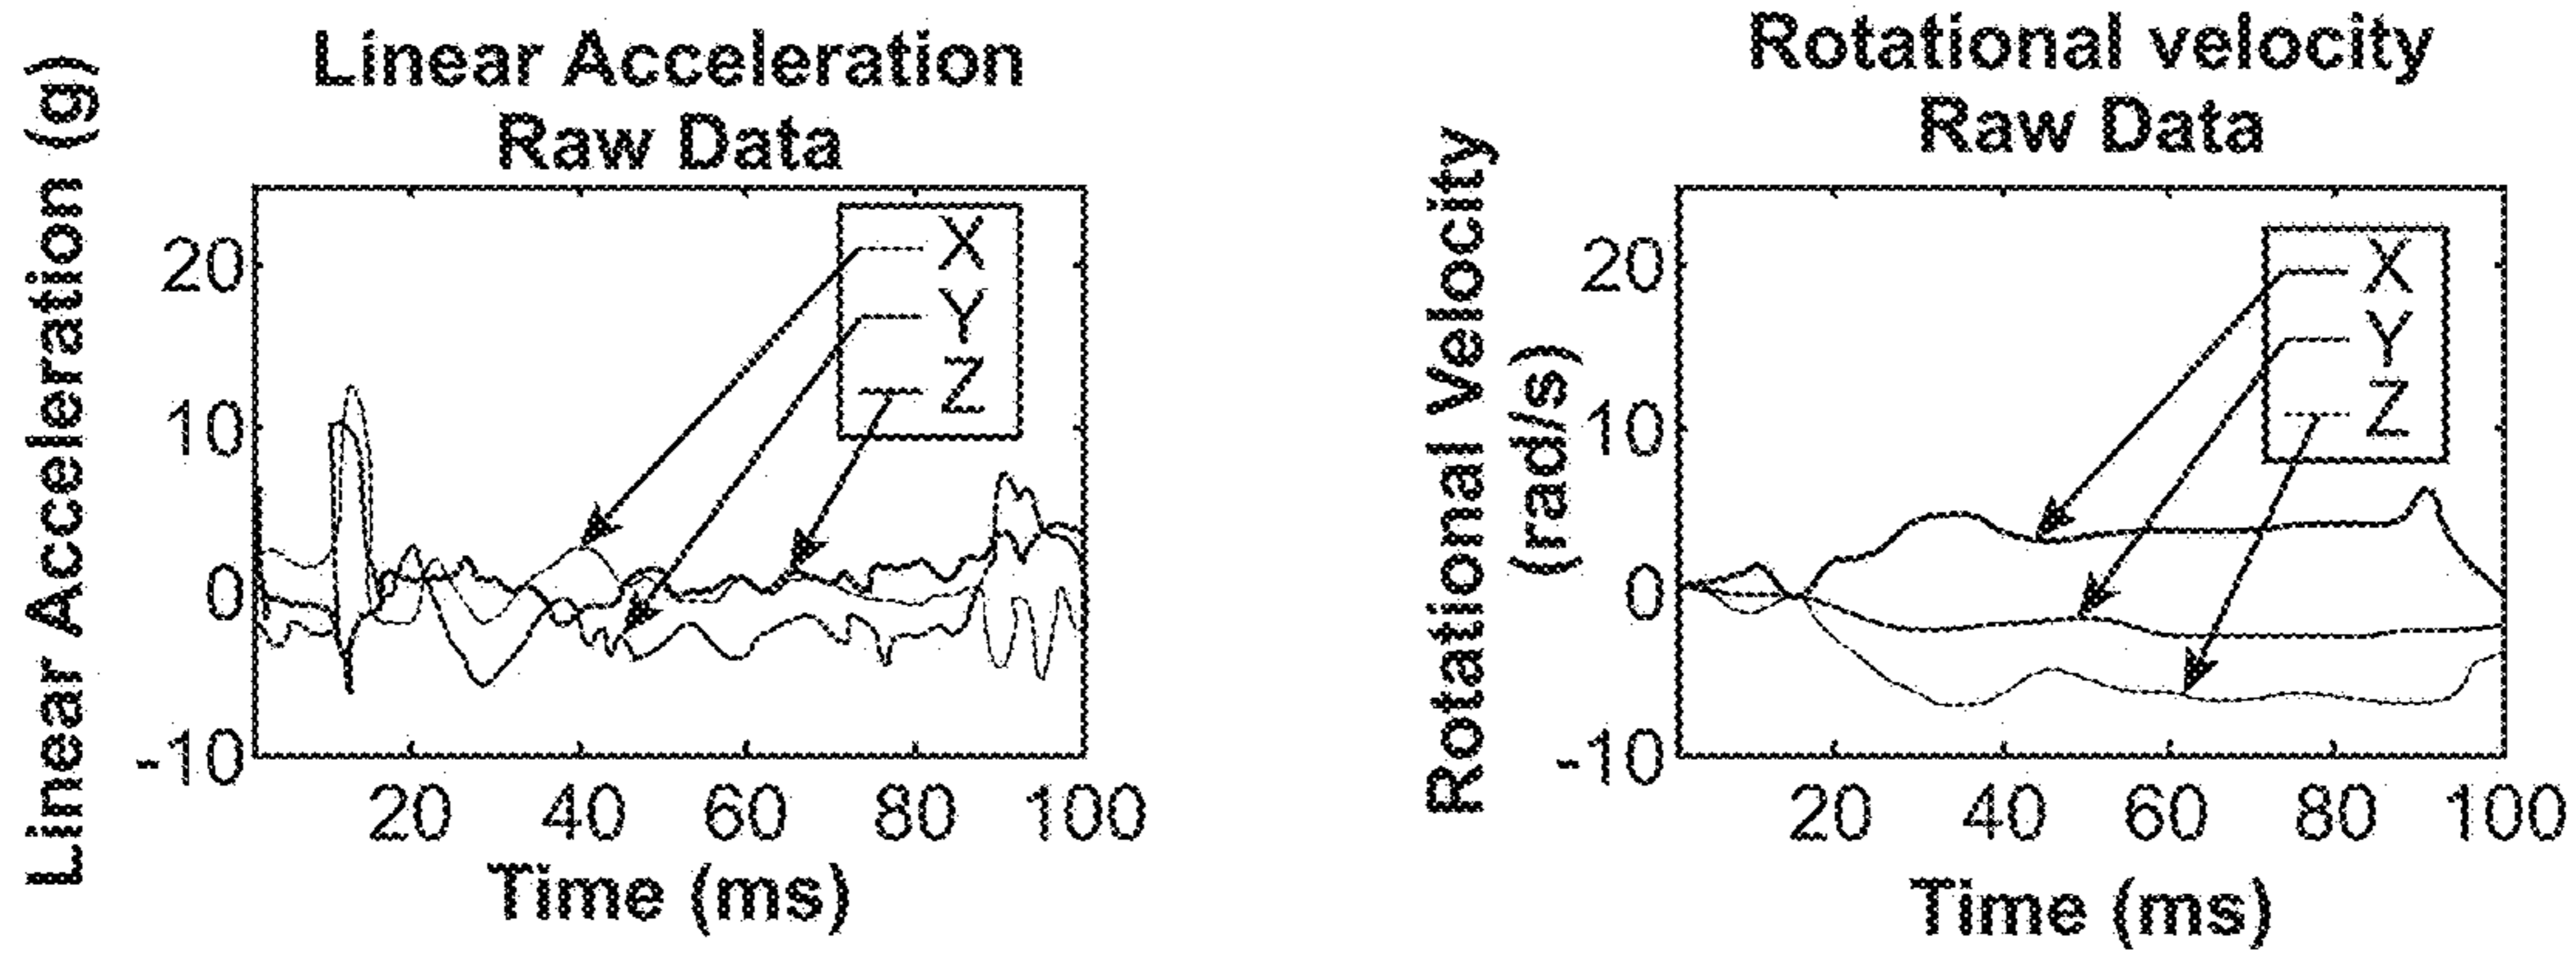 Linear Acceleration
Raw Data
Linear Acceleration (g)
20
10
0
-10
X
Y
Z
20 40 60 80 100
Time (ms)
Rotational velocity
Raw Data
Rotational Velocity
(rad/s)
20
10
0
-10
X
Y
Z
20 40 60 80 100
Time (ms)